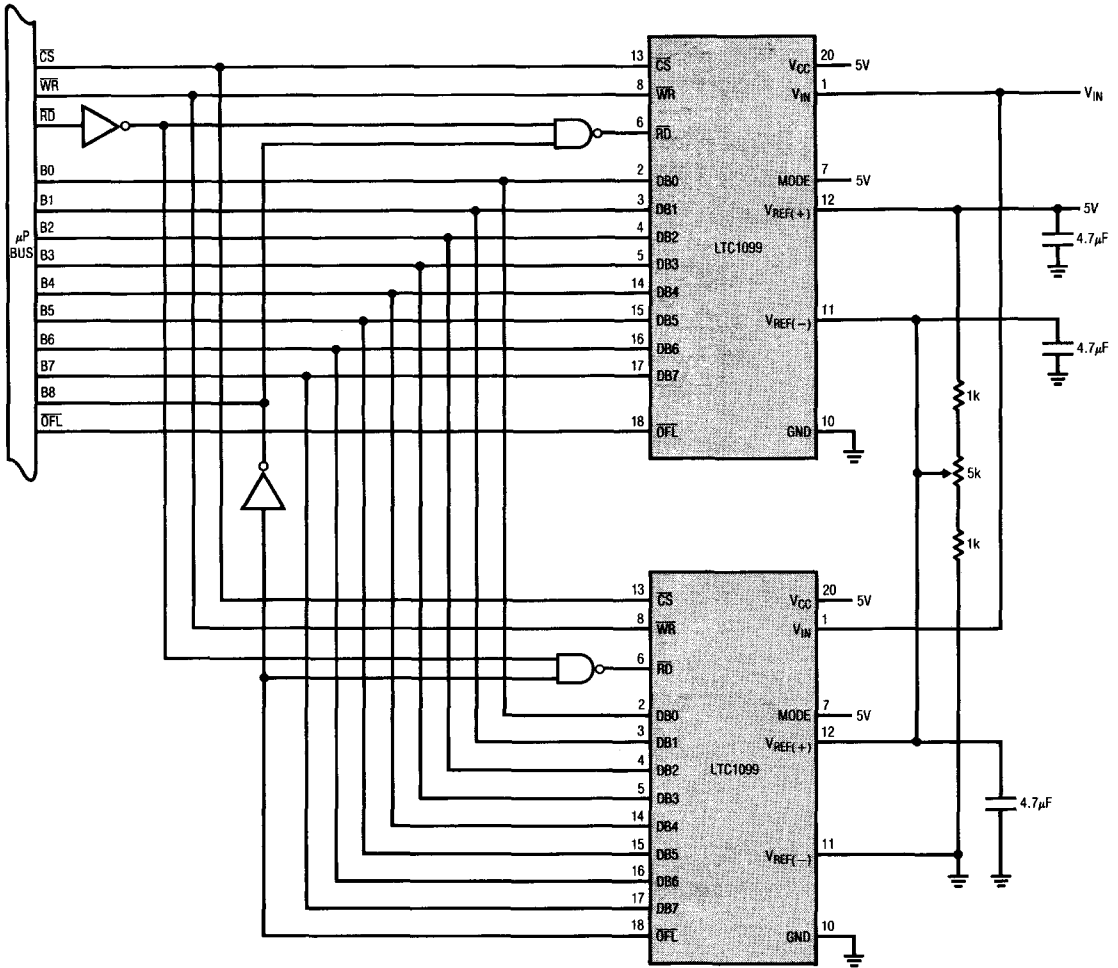 µP
BUS
CS
WR
RD
B0
B1
B2
B3
B4
B5
B6
B7
B8
OFL
13 CS
8 WR
6 RD
2 DB0
3 DB1
4 DB2
5 DB3
14 DB4
15 DB5
16 DB6
17 DB7
18 OFL
LTC1099
VCC 20 5V
VIN 1
VIN
MODE 7 5V
VREF(+) 12
5V
4.7µF
VREF(–) 11
4.7µF
GND 10
1k
5k
1k
13 CS
8 WR
6 RD
2 DB0
3 DB1
4 DB2
5 DB3
14 DB4
15 DB5
16 DB6
17 DB7
18 OFL
LTC1099
VCC 20 5V
VIN 1
MODE 7 5V
VREF(+) 12
4.7µF
VREF(–) 11
GND 10